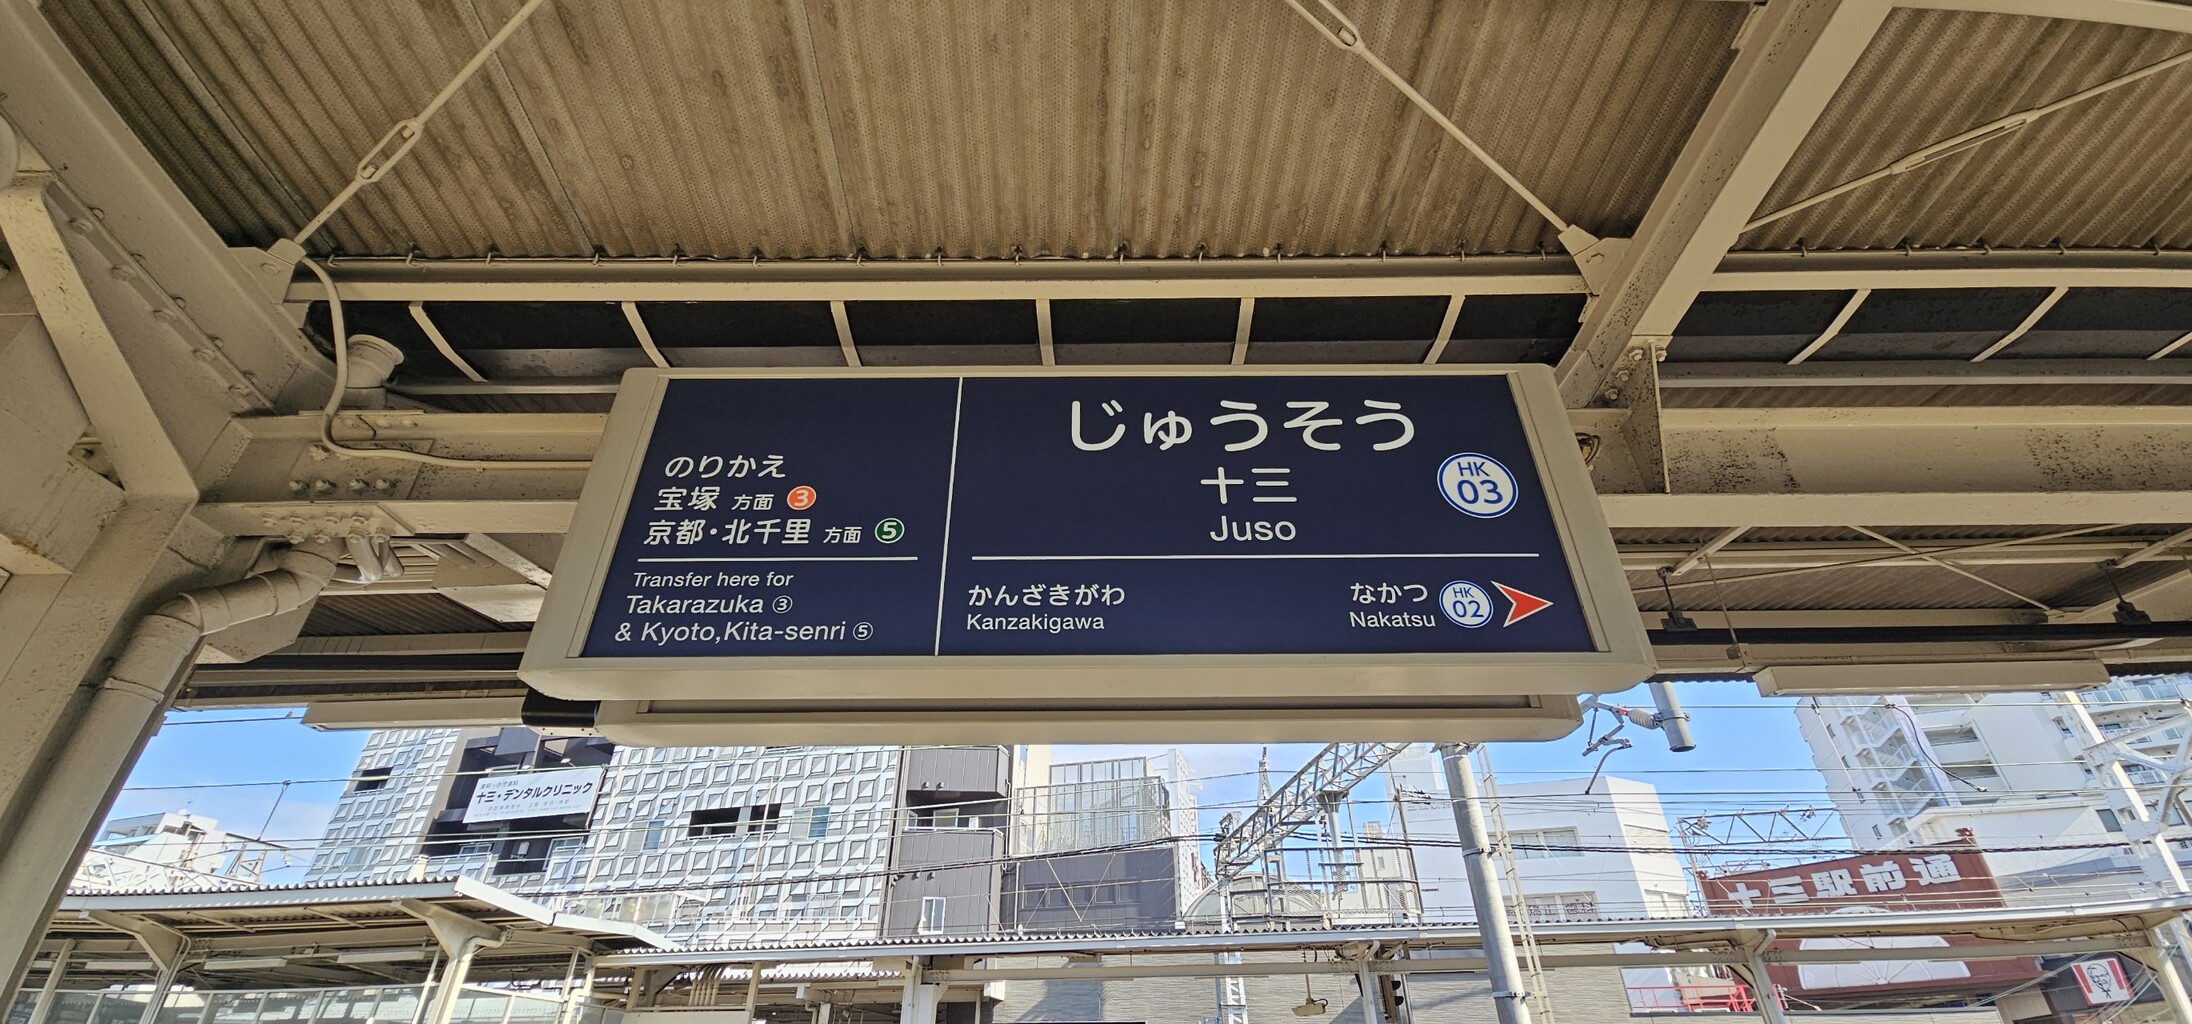 のりかえ
宝塚 方面 3
京都・北千里 方面 5
Transfer here for
Takarazuka ③
& Kyoto,Kita-senri ⑤
じゅうそう
十三
Juso
HK
03
かんざきがわ
Kanzakigawa
なかつ
Nakatsu
HK
02
十三・デンタルクリニック
十三駅前通